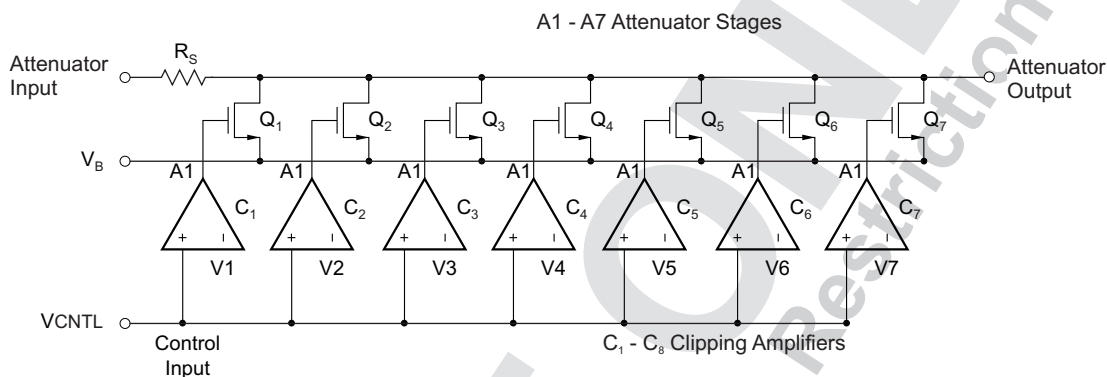 A1 - A7 Attenuator Stages
Attenuator
Input
RS
Attenuator
Output
Q1
Q2
Q3
Q4
Q5
Q6
Q7
VB
A1
A1
A1
A1
A1
A1
A1
C1
C2
C3
C4
C5
C6
C7
+ -
+ -
+ -
+ -
+ -
+ -
+ -
V1
V2
V3
V4
V5
V6
V7
VCNTL
Control
Input
C1 - C8 Clipping Amplifiers
Restriction